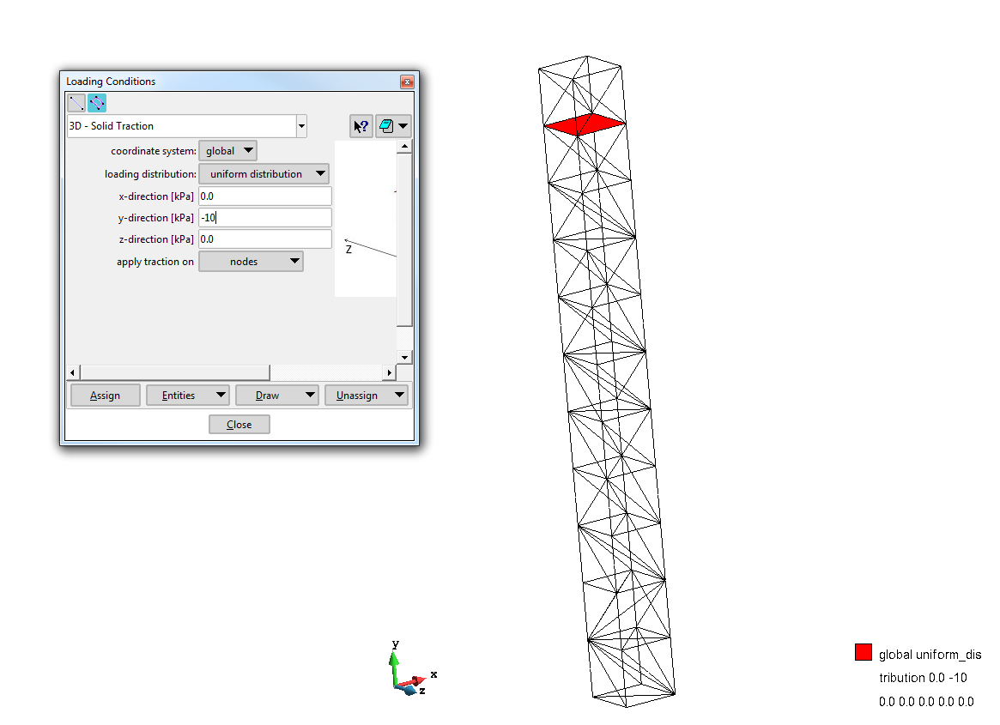 Loading Conditions
3D - Solid Traction
coordinate system: global
loading distribution: uniform distribution
x-direction [kPa] 0.0
y-direction [kPa] -10
z-direction [kPa] 0.0
apply traction on nodes
Z
Assign Entities Draw Unassign
Close
y
x
z
global uniform_dis
tribution 0.0 -10
0.0 0.0 0.0 0.0 0.0